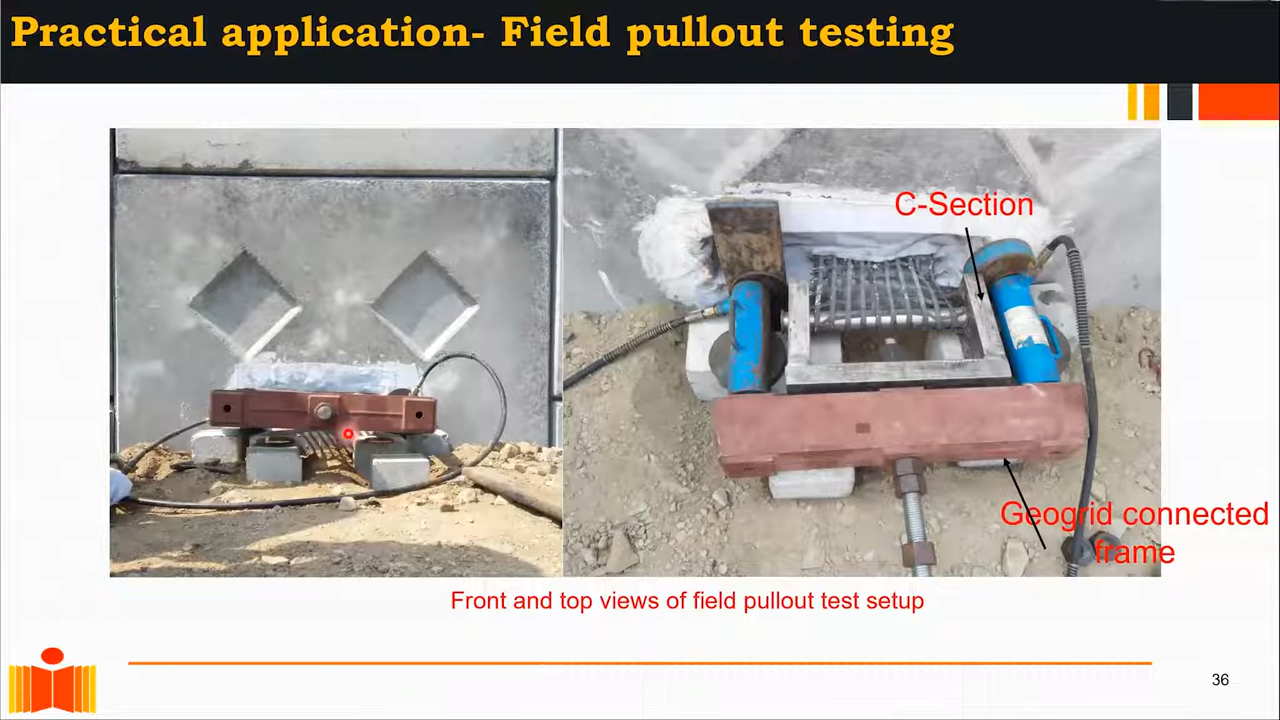 Practical application- Field pullout testing
C-Section
Geogrid connected
frame
Front and top views of field pullout test setup
36